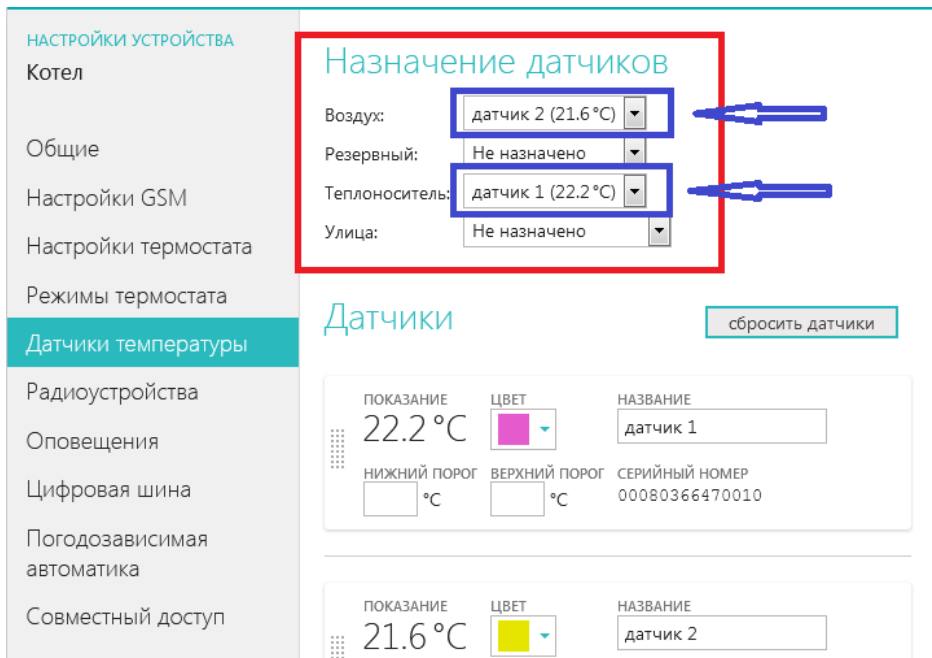 НАСТРОЙКИ УСТРОЙСТВА
Котел
Общие
Настройки GSM
Настройки термостата
Режимы термостата
Датчики температуры
Радиоустройства
Оповещения
Цифровая шина
Погодозависимая
автоматика
Совместный доступ
Назначение датчиков
Воздух: датчик 2 (21.6 °C)
Резервный: Не назначено
Теплоноситель: датчик 1 (22.2 °C)
Улица: Не назначено
Датчики
сбросить датчики
ПОКАЗАНИЕ ЦВЕТ НАЗВАНИЕ
22.2 °C датчик 1
НИЖНИЙ ПОРОГ ВЕРХНИЙ ПОРОГ СЕРИЙНЫЙ НОМЕР
°C °C 00080366470010
ПОКАЗАНИЕ ЦВЕТ НАЗВАНИЕ
21.6 °C датчик 2